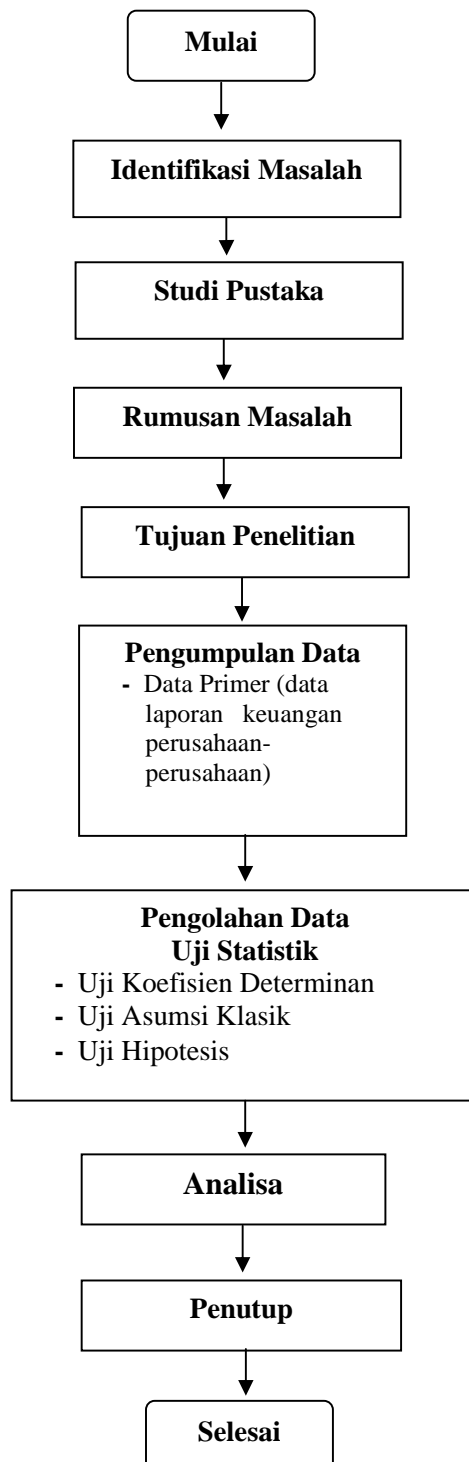 Mulai
Identifikasi Masalah
Studi Pustaka
Rumusan Masalah
Tujuan Penelitian
Pengumpulan Data
- Data Primer (data
laporan keuangan
perusahaan-
perusahaan)
Pengolahan Data
Uji Statistik
- Uji Koefisien Determinan
- Uji Asumsi Klasik
- Uji Hipotesis
Analisa
Penutup
Selesai